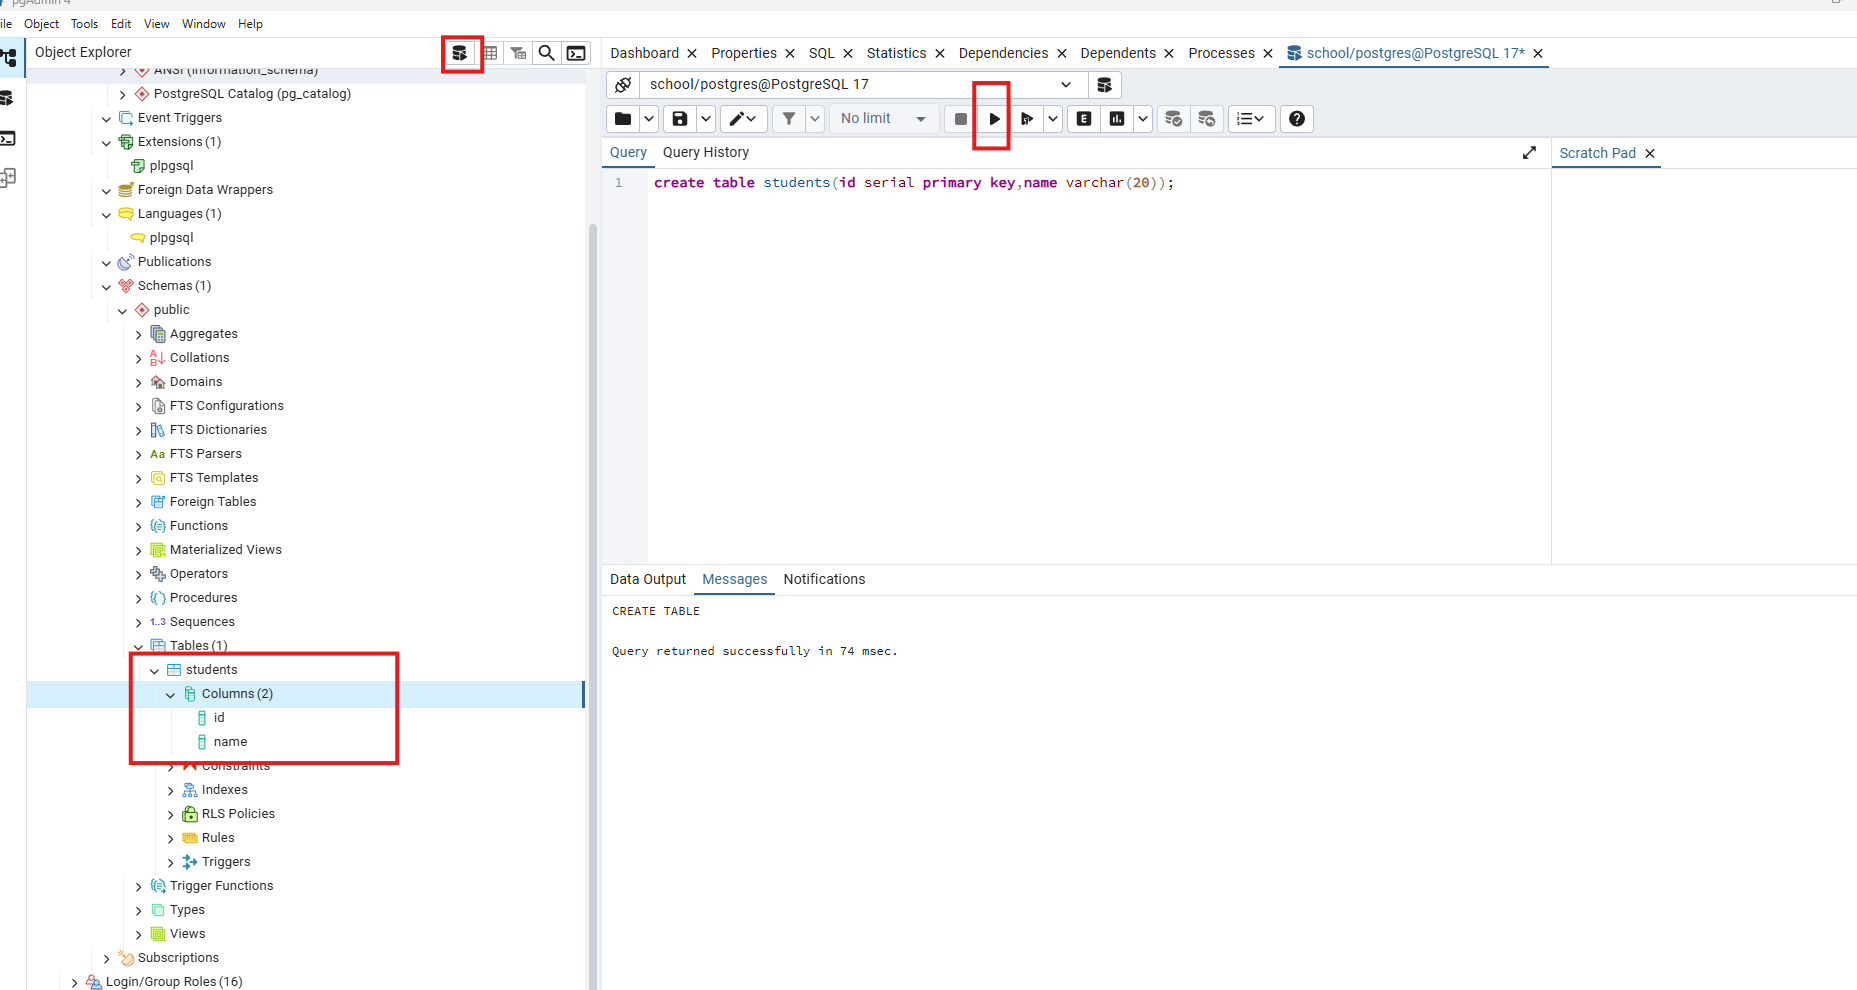 pgAdmin 4
ile Object Tools Edit View Window Help
Object Explorer
ANSI (information_schema)
PostgreSQL Catalog (pg_catalog)
Event Triggers
Extensions (1)
plpgsql
Foreign Data Wrappers
Languages (1)
plpgsql
Publications
Schemas (1)
public
Aggregates
Collations
Domains
FTS Configurations
FTS Dictionaries
Aa FTS Parsers
FTS Templates
Foreign Tables
Functions
Materialized Views
Operators
Procedures
1..3 Sequences
Tables (1)
students
Columns (2)
id
name
Constraints
Indexes
RLS Policies
Rules
Triggers
Trigger Functions
Types
Views
Subscriptions
Login/Group Roles (16)
Dashboard Properties SQL Statistics Dependencies Dependents Processes school/postgres@PostgreSQL 17*
school/postgres@PostgreSQL 17
No limit E
Query Query History
Scratch Pad
1 create table students(id serial primary key,name varchar(20));
Data Output Messages Notifications
CREATE TABLE
Query returned successfully in 74 msec.